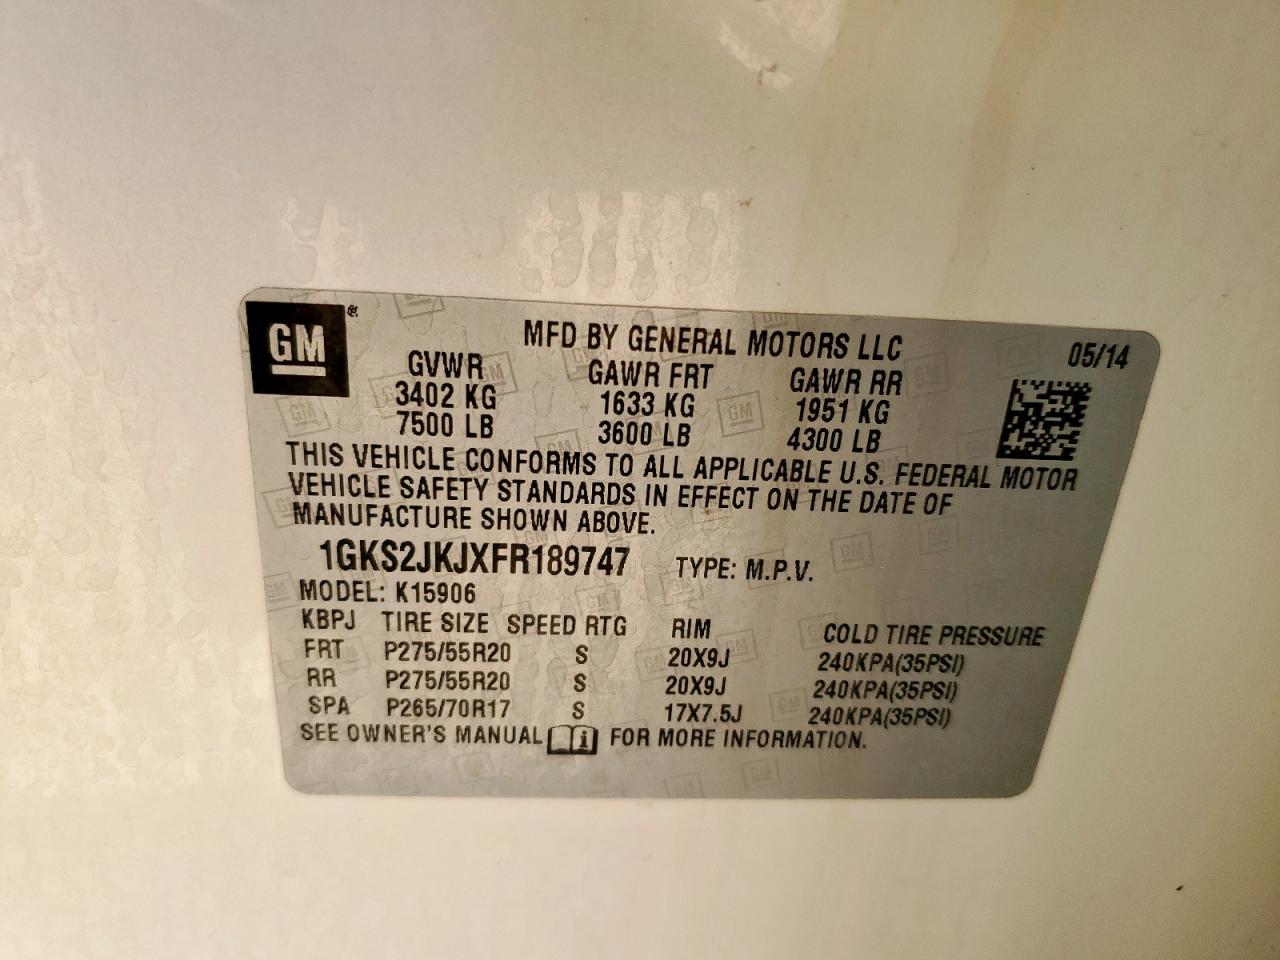 GM
MFD BY GENERAL MOTORS LLC
05/14
GVWR GAWR FRT GAWR RR
3402 KG 1633 KG 1951 KG
7500 LB 3600 LB 4300 LB
THIS VEHICLE CONFORMS TO ALL APPLICABLE U.S. FEDERAL MOTOR
VEHICLE SAFETY STANDARDS IN EFFECT ON THE DATE OF
MANUFACTURE SHOWN ABOVE.
1GKS2JKJXFR189747 TYPE: M.P.V.
MODEL: K15906
KBPJ TIRE SIZE SPEED RTG RIM COLD TIRE PRESSURE
FRT P275/55R20 S 20X9J 240KPA(35PSI)
RR P275/55R20 S 20X9J 240KPA(35PSI)
SPA P265/70R17 S 17X7.5J 240KPA(35PSI)
SEE OWNER'S MANUAL FOR MORE INFORMATION.